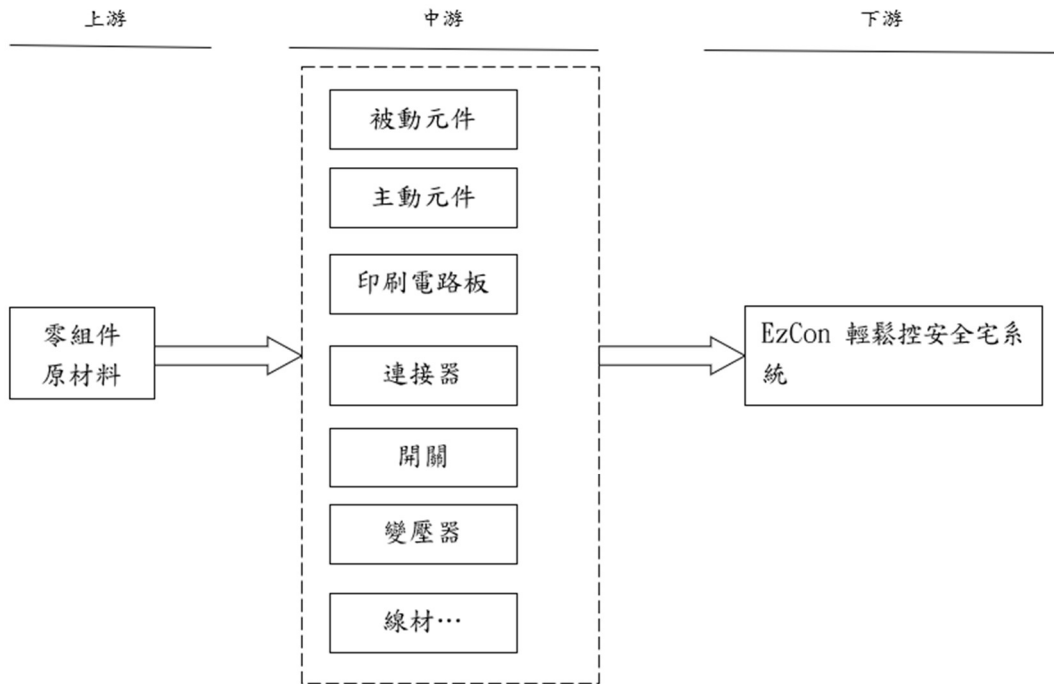 上游
中游
下游
被動元件
主動元件
印刷電路板
零組件
原材料
連接器
開關
變壓器
線材…
EzCon 輕鬆控安全宅系
統